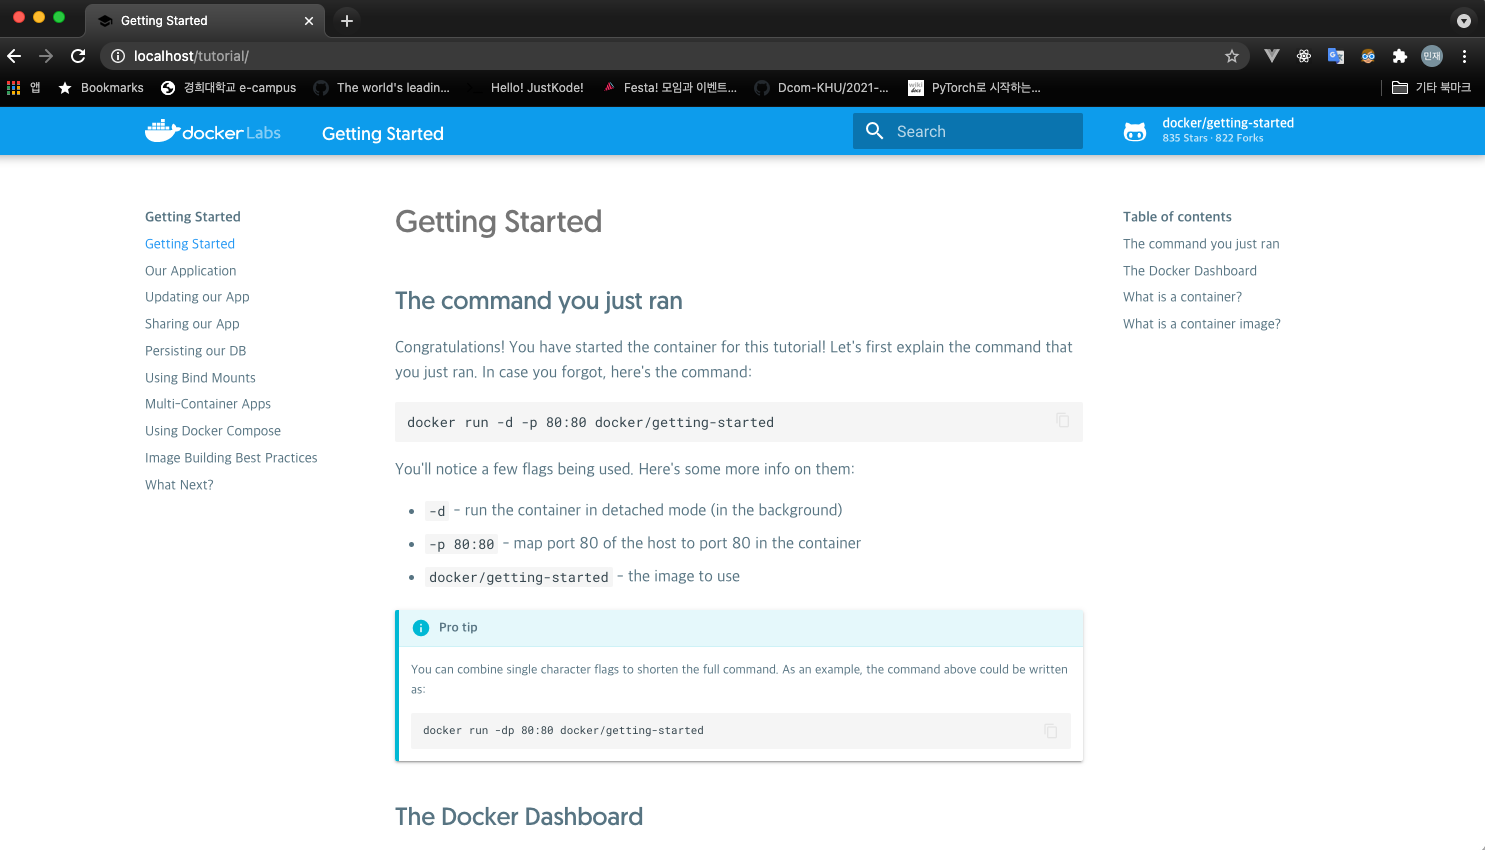 Getting Started
localhost/tutorial/
민재
앱
Bookmarks
경희대학교 e-campus
The world's leadin...
Hello! JustKode!
Festa! 모임과 이벤트...
Dcom-KHU/2021-...
PyTorch로 시작하는...
기타 북마크
docker Labs
Getting Started
Search
docker/getting-started
835 Stars · 822 Forks
Getting Started
Getting Started
Our Application
Updating our App
Sharing our App
Persisting our DB
Using Bind Mounts
Multi-Container Apps
Using Docker Compose
Image Building Best Practices
What Next?
Getting Started
The command you just ran
Congratulations! You have started the container for this tutorial! Let's first explain the command that
you just ran. In case you forgot, here's the command:
docker run -d -p 80:80 docker/getting-started
You'll notice a few flags being used. Here's some more info on them:
-d - run the container in detached mode (in the background)
-p 80:80 - map port 80 of the host to port 80 in the container
docker/getting-started - the image to use
Pro tip
You can combine single character flags to shorten the full command. As an example, the command above could be written
as:
docker run -dp 80:80 docker/getting-started
The Docker Dashboard
Table of contents
The command you just ran
The Docker Dashboard
What is a container?
What is a container image?